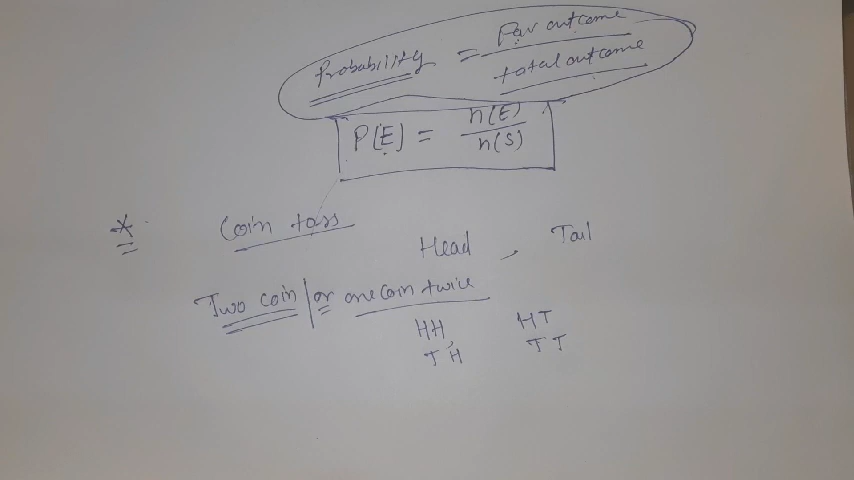 Probability = Fav outcome
total outcome
P(E) = n(E)
n(S)
* Coin toss
Head , Tail
Two coin | or one coin twice
HH, HT
TH TT